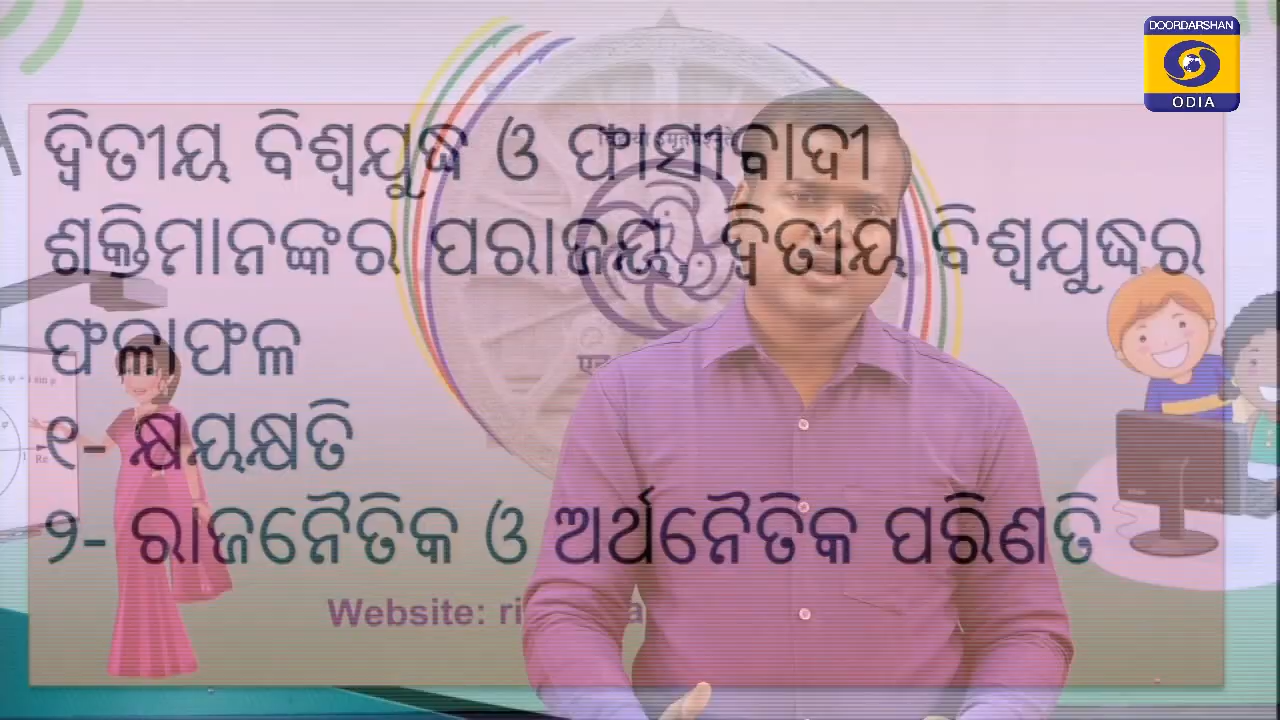 DOORDARSHAN
ODIA
ଦ୍ୱିତୀୟ ବିଶ୍ୱଯୁଦ୍ଧ ଓ ଫାସୀବାଦୀ
ଶକ୍ତିମାନଙ୍କର ପରାଜୟ, ଦ୍ୱିତୀୟ ବିଶ୍ୱଯୁଦ୍ଧର
ଫଳାଫଳ
୧- କ୍ଷୟକ୍ଷତି
୨- ରାଜନୈତିକ ଓ ଅର୍ଥନୈତିକ ପରିଣତି
Website: